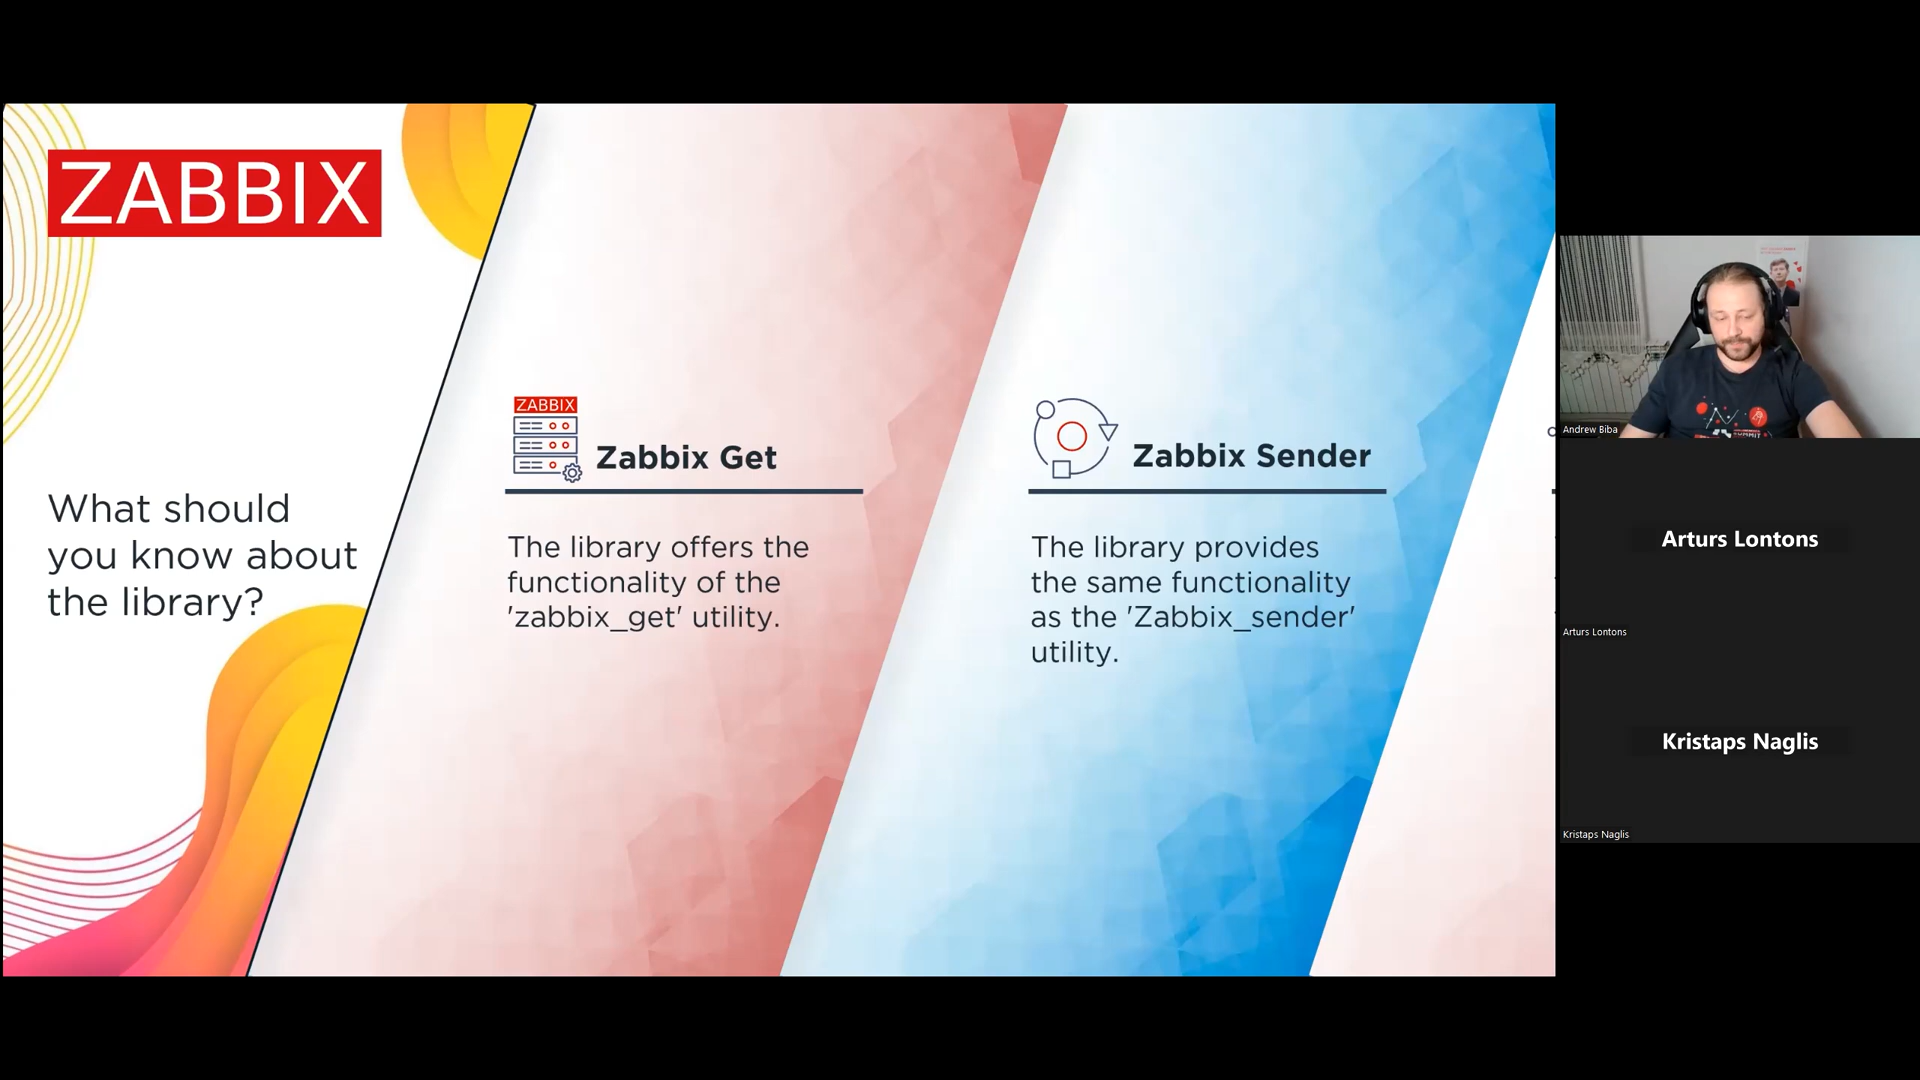 ZABBIX
What should
you know about
the library?
ZABBIX
Zabbix Get
The library offers the
functionality of the
'zabbix_get' utility.
Zabbix Sender
The library provides
the same functionality
as the 'Zabbix_sender'
utility.
Andrew Biba
Arturs Lontons
Arturs Lontons
Kristaps Naglis
Kristaps Naglis